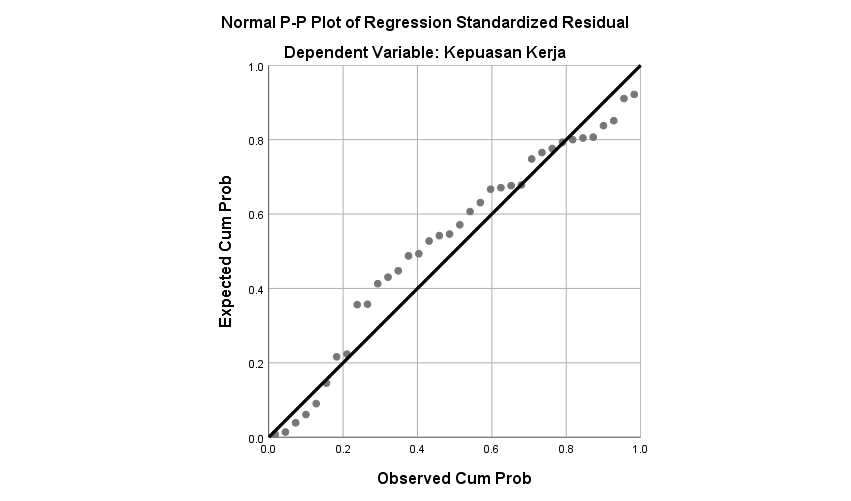 Normal P-P Plot of Regression Standardized Residual
Dependent Variable: Kepuasan Kerja
1.0
0.8
0.6
0.4
0.2
0.0
Expected Cum Prob
0.0 0.2 0.4 0.6 0.8 1.0
Observed Cum Prob